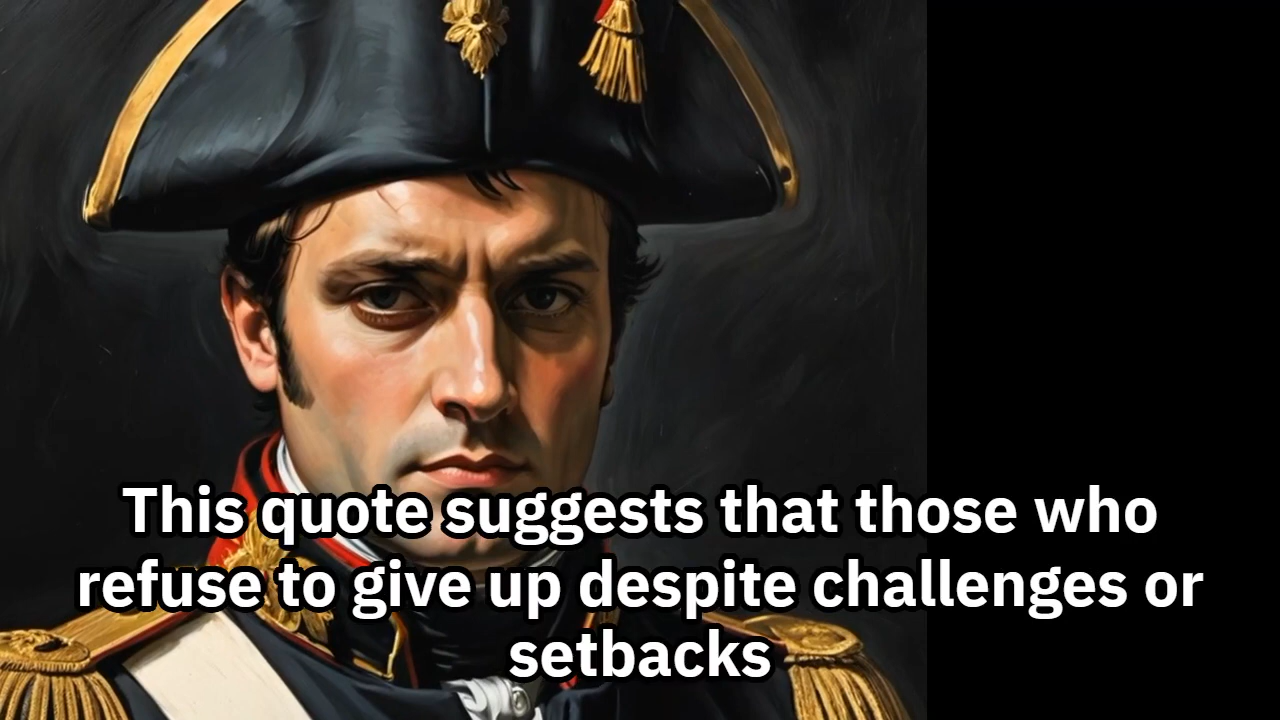 This quote suggests that those who
refuse to give up despite challenges or
setbacks